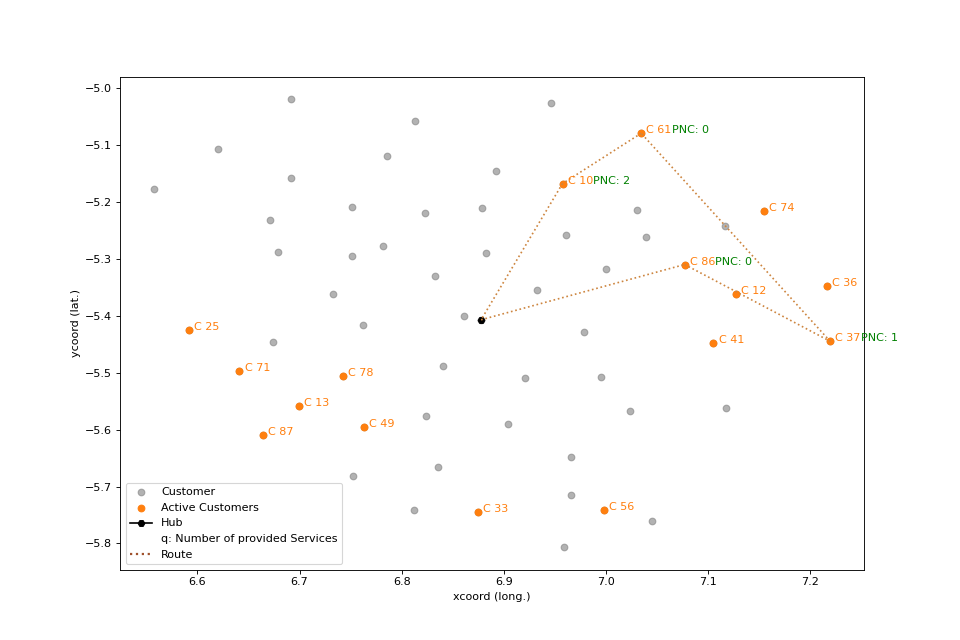 −5.0
C 61PNC: 0
−5.1
C 10PNC: 2
−5.2
C 74
−5.3
C 86PNC: 0
C 36
C 12
−5.4
C 25
C 41
C 37PNC: 1
ycoord (lat.)
C 71
C 78
−5.5
C 13
C 49
C 87
−5.6
−5.7
C 33
C 56
−5.8
Customer
Active Customers
Hub
q: Number of provided Services
Route
6.6 6.7 6.8 6.9 7.0 7.1 7.2
xcoord (long.)